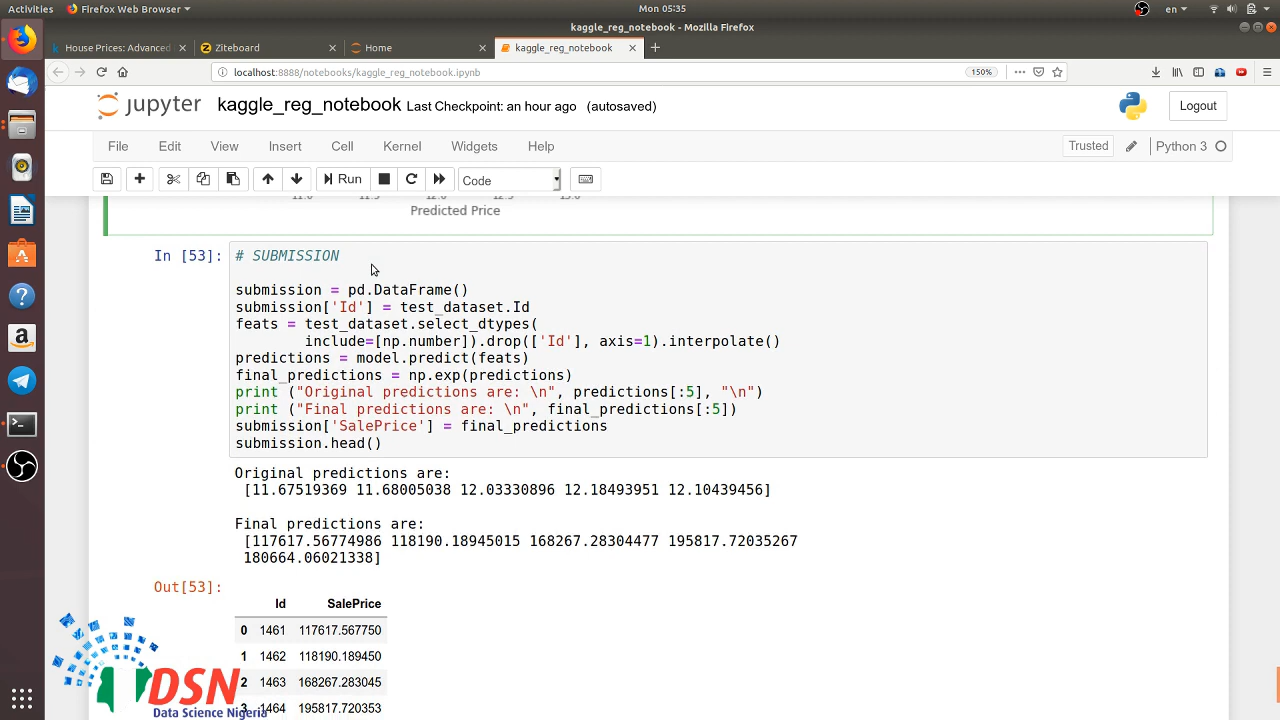 Activities Firefox Web Browser Mon 05:35 en
kaggle_reg_notebook - Mozilla Firefox
House Prices: Advanced Ziteboard Home kaggle_reg_notebook
localhost:8888/notebooks/kaggle_reg_notebook.ipynb 150%
jupyter kaggle_reg_notebook Last Checkpoint: an hour ago (autosaved) Logout
File Edit View Insert Cell Kernel Widgets Help Trusted Python 3
Run Code
Predicted Price
In [53]: # SUBMISSION
submission = pd.DataFrame()
submission['Id'] = test_dataset.Id
feats = test_dataset.select_dtypes(
include=[np.number]).drop(['Id'], axis=1).interpolate()
predictions = model.predict(feats)
final_predictions = np.exp(predictions)
print ("Original predictions are: \n", predictions[:5], "\n")
print ("Final predictions are: \n", final_predictions[:5])
submission['SalePrice'] = final_predictions
submission.head()
Original predictions are:
[11.67519369 11.68005038 12.03330896 12.18493951 12.10439456]
Final predictions are:
[117617.56774986 118190.18945015 168267.28304477 195817.72035267
180664.06021338]
Out[53]:
Id SalePrice
0 1461 117617.567750
1 1462 118190.189450
2 1463 168267.283045
3 1464 195817.720353
DSN
Data Science Nigeria